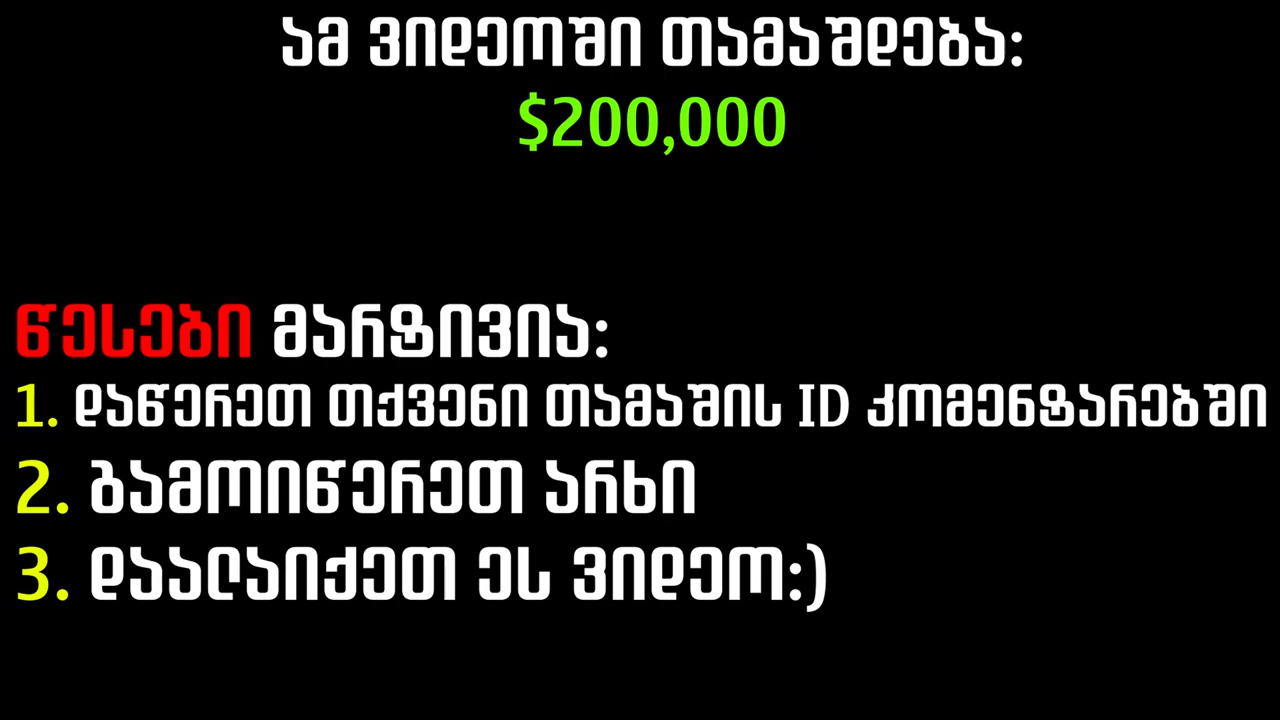 ამ ვიდეოში თამაშდება:
$200,000
წესები მარტივია:
1. დაწერეთ თქვენი თამაშის ID კომენტარებში
2. გამოიწერეთ არხი
3. დაალაიქეთ ეს ვიდეო:)